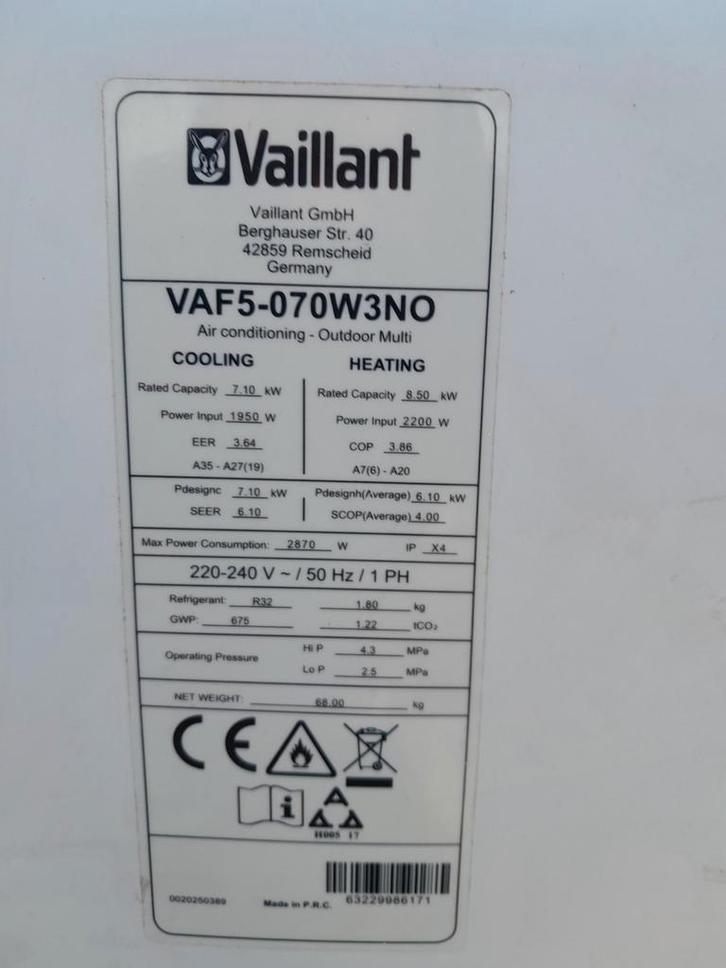 Vaillant
Vaillant GmbH
Berghauser Str. 40
42859 Remscheid
Germany
VAF5-070W3NO
Air conditioning - Outdoor Multi
COOLING
Rated Capacity 7.10 kW
Power Input 1950 W
EER 3.64
A35 - A27(19)
HEATING
Rated Capacity 8.50 kW
Power Input 2200 W
COP 3.86
A7(6) - A20
Pdesignc 7.10 kW
SEER 6.10
Pdesignh(Average) 6.10 kW
SCOP(Average) 4.00
Max Power Consumption: 2870 W IP X4
220-240 V ~ / 50 Hz / 1 PH
Refrigerant: R32 1.80 kg
GWP: 675 1.22 tCO₂
Operating Pressure
Hi P 4.3 MPa
Lo P 2.5 MPa
NET WEIGHT: 68.00 kg
CE
i
H005 17
0020250369 Made in P.R.C. 63229986171